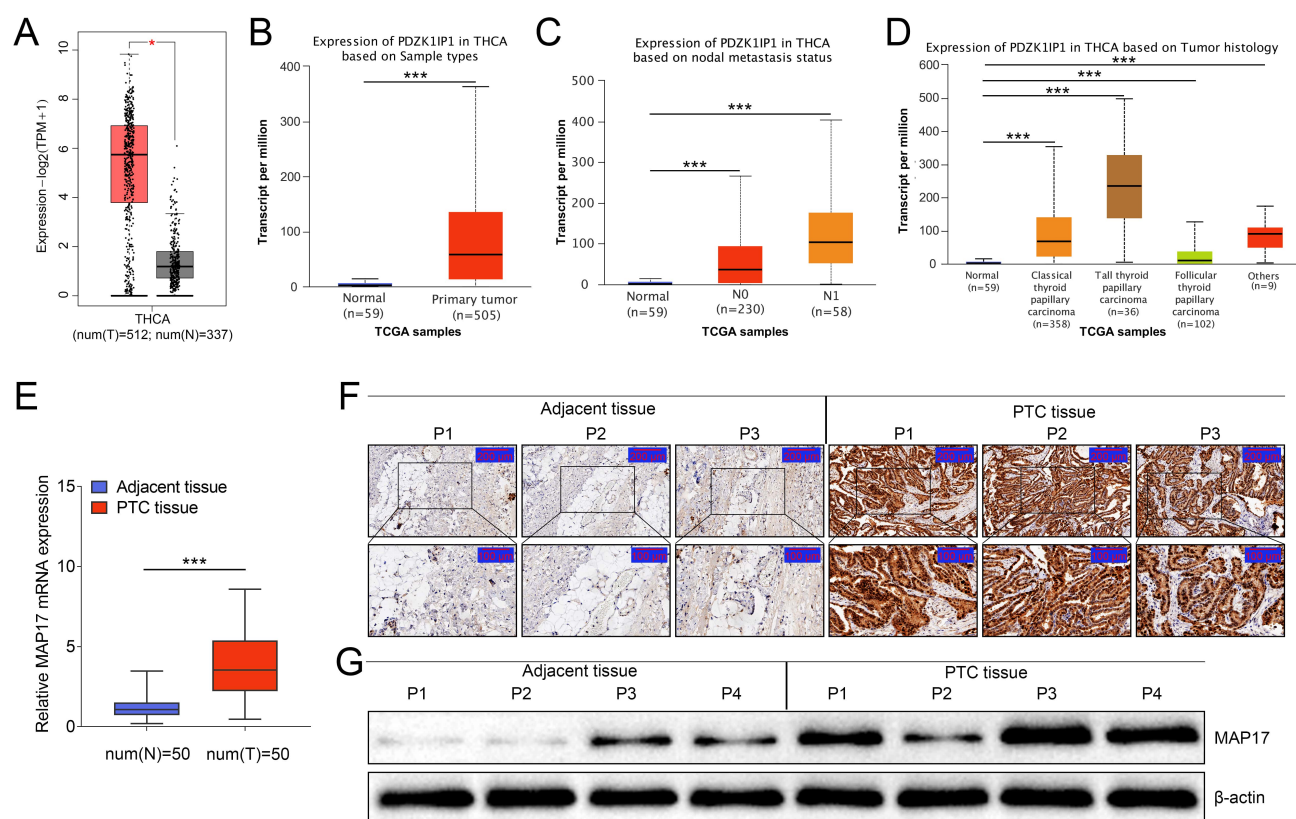 A
Expression−log2(TPM+1)
10
8
6
4
2
0
*
THCA
(num(T)=512; num(N)=337)
B
Expression of PDZK1IP1 in THCA
based on Sample types
Transcript per million
400
300
200
100
0
***
Normal
(n=59)
Primary tumor
(n=505)
TCGA samples
C
Expression of PDZK1IP1 in THCA
based on nodal metastasis status
Transcript per million
500
400
300
200
100
0
***
***
Normal
(n=59)
N0
(n=230)
N1
(n=58)
TCGA samples
D
Expression of PDZK1IP1 in THCA based on Tumor histology
Transcript per million
600
500
400
300
200
100
0
***
***
***
***
Normal
(n=59)
Classical
thyroid
papillary
carcinoma
(n=358)
Tall thyroid
papillary
carcinoma
(n=36)
Follicular
thyroid
papillary
carcinoma
(n=102)
Others
(n=9)
TCGA samples
E
Relative MAP17 mRNA expression
15
10
5
0
Adjacent tissue
PTC tissue
***
num(N)=50
num(T)=50
F
Adjacent tissue
PTC tissue
P1
P2
P3
P1
P2
P3
G
Adjacent tissue
PTC tissue
P1
P2
P3
P4
P1
P2
P3
P4
MAP17
β-actin